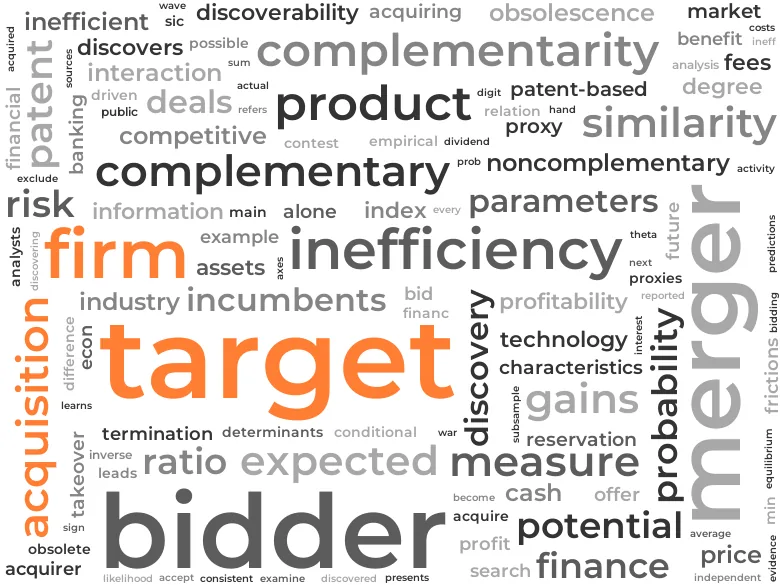 wave
inefficient
sic
discoverability
acquiring
obsolescence
market
acquired
discovers
possible
sum
complementarity
benefit
costs
ineff
patent
sources
interaction
analysis
fees
financial
driven
deals
actual
product
digit
patent-based
degree
public
refers
relation
hand
banking
competitive
contest
empirical
dividend
proxy
similarity
exclude
complementary
prob
noncomplementary
activity
risk
information
main
alone
index
every
parameters
future
merger
analysts
discovering
firm
example
assets
axes
inefficiency
theta
next
proxies
predictions
industry
incumbents
bid
financ
discovery
profitability
reported
bidding
acquisition
difference
econ
target
technology
interest
probability
characteristics
frictions
learns
subsample
gains
termination
determinants
conditional
war
reservation
takeover
inverse
leads
ratio
expected
measure
equilibrium
sign
bidder
become
cash
offer
min
acquire
potential
obsolete
acquirer
profit
average
price
search
finance
evidence
likelihood
accept
consistent
examine
discovered
presents
independent